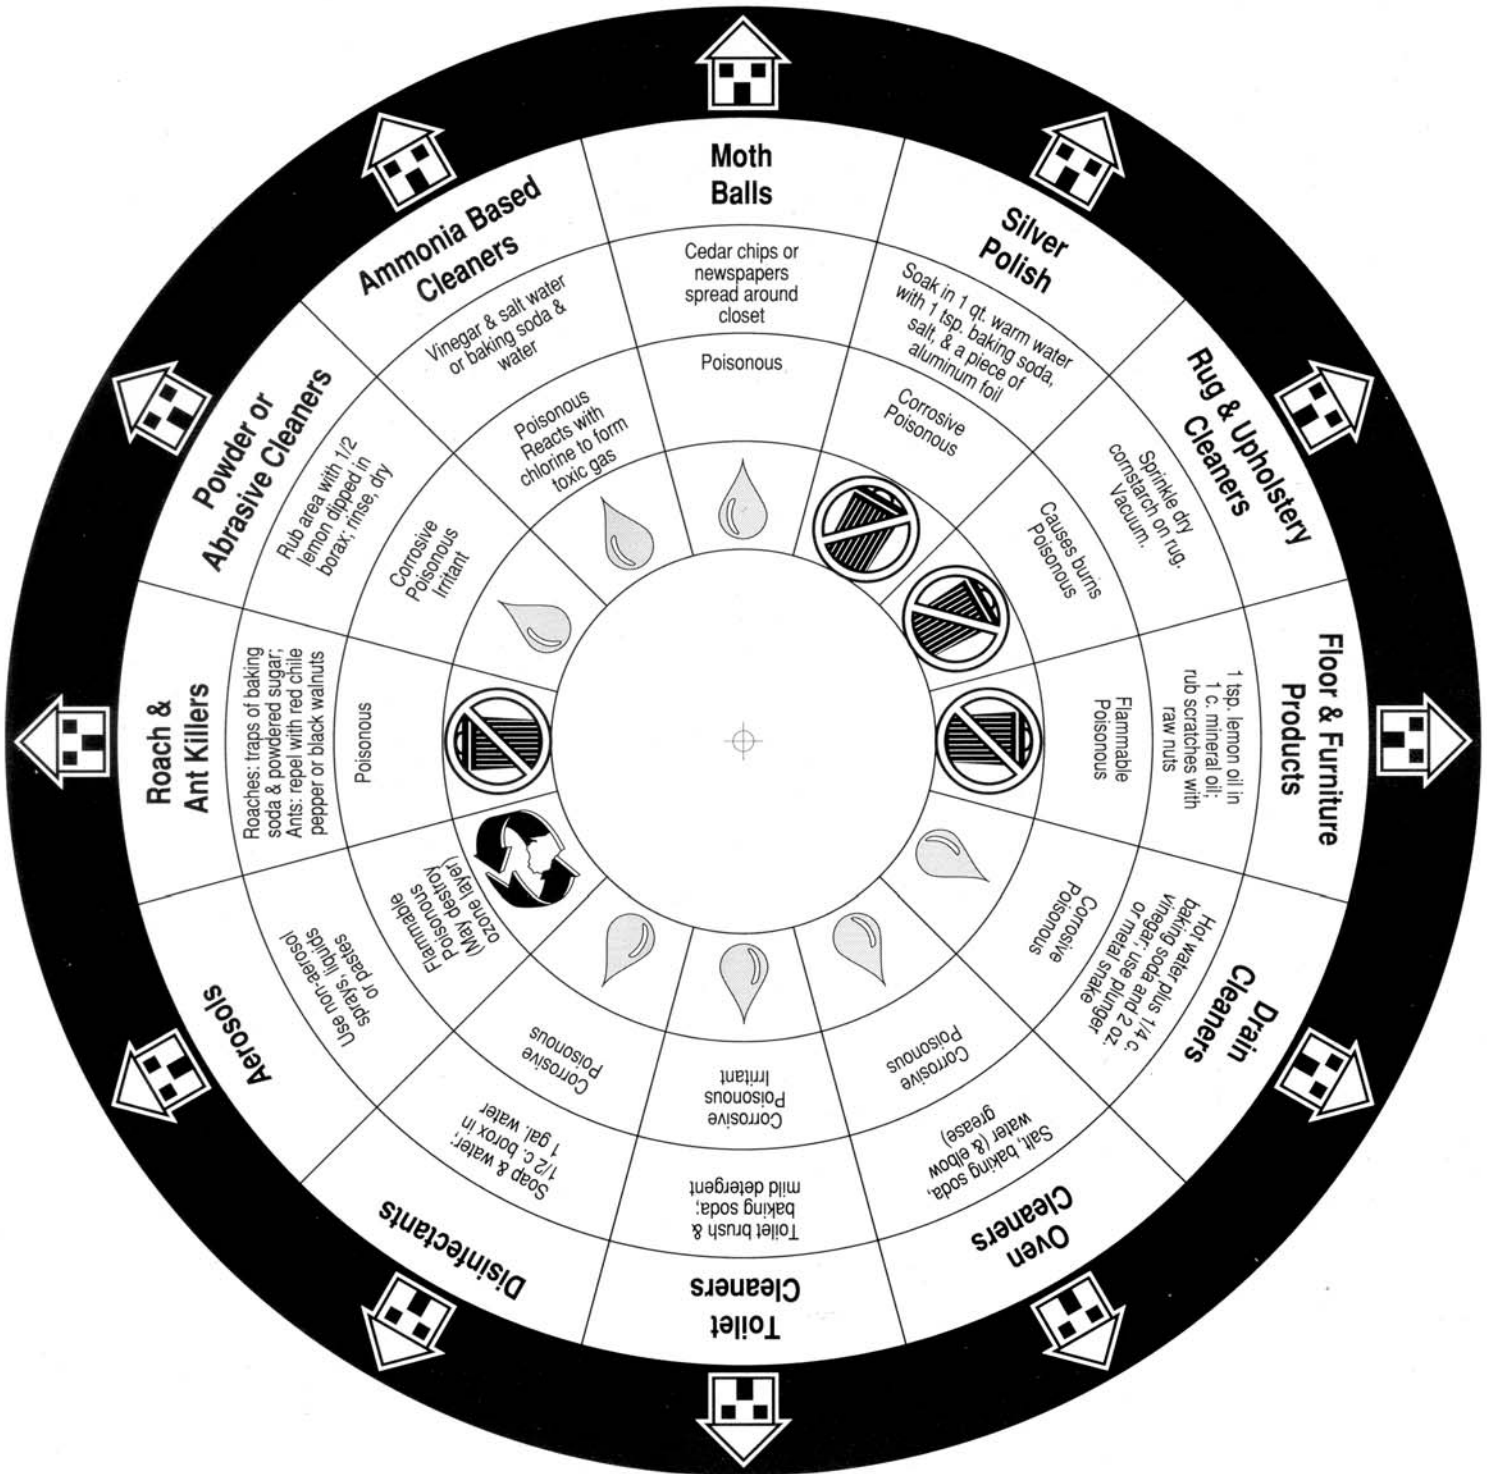 Moth
Balls
Cedar chips or
newspapers
spread around
closet
Poisonous
Silver
Polish
Soak in 1 qt. warm water
with 1 tsp. baking soda,
salt, & a piece of
aluminum foil
Corrosive
Poisonous
Rug & Upholstery
Cleaners
Sprinkle dry
cornstarch on rug.
Vacuum.
Causes burns
Poisonous
Floor & Furniture
Products
1 tsp. lemon oil in
1 c. mineral oil;
rub scratches with
raw nuts
Flammable
Poisonous
Drain
Cleaners
Hot water plus 1/4 c.
baking soda and 2 oz.
vinegar; use plunger
or metal snake
Corrosive
Poisonous
Oven
Cleaners
Salt, baking soda,
water (& elbow
grease)
Corrosive
Poisonous
Toilet
Cleaners
Toilet brush &
baking soda;
mild detergent
Corrosive
Poisonous
Irritant
Disinfectants
Soap & water;
1/2 c. borox in
1 gal. water
Corrosive
Poisonous
Aerosols
Use non-aerosol
sprays, liquids
or pastes
Flammable
Poisonous
(May destroy
ozone layer)
Roach &
Ant Killers
Roaches: traps of baking
soda & powdered sugar;
Ants: repel with red chile
pepper or black walnuts
Poisonous
Powder or
Abrasive Cleaners
Rub area with 1/2
lemon dipped in
borax; rinse, dry
Corrosive
Poisonous
Irritant
Ammonia Based
Cleaners
Vinegar & salt water
or baking soda &
water
Poisonous
Reacts with
chlorine to form
toxic gas